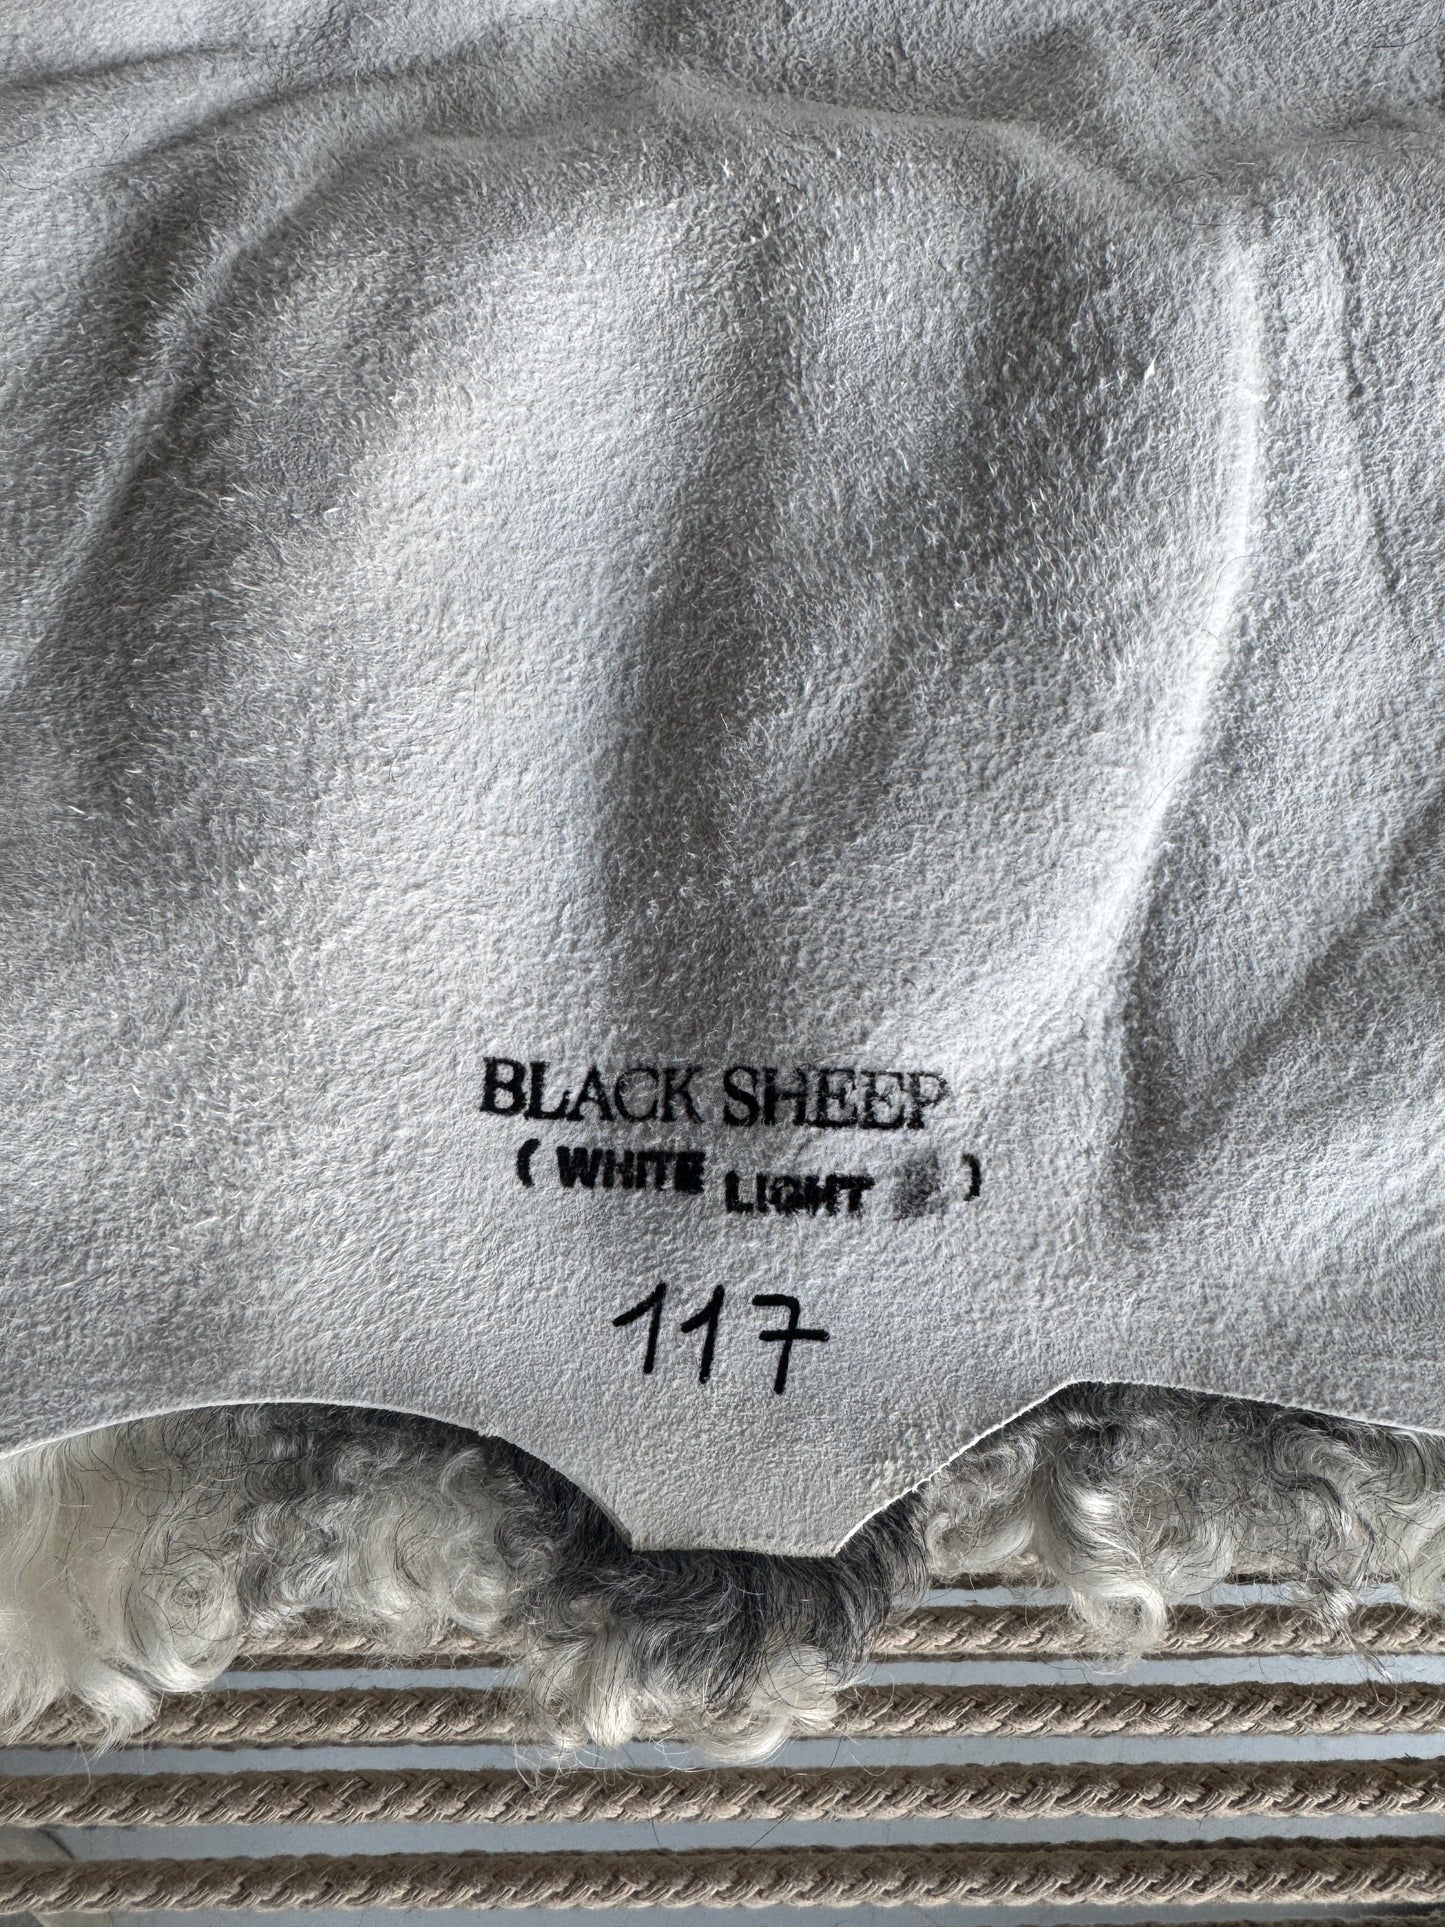 BLACK SHEEP
( WHITE LIGHT )
117